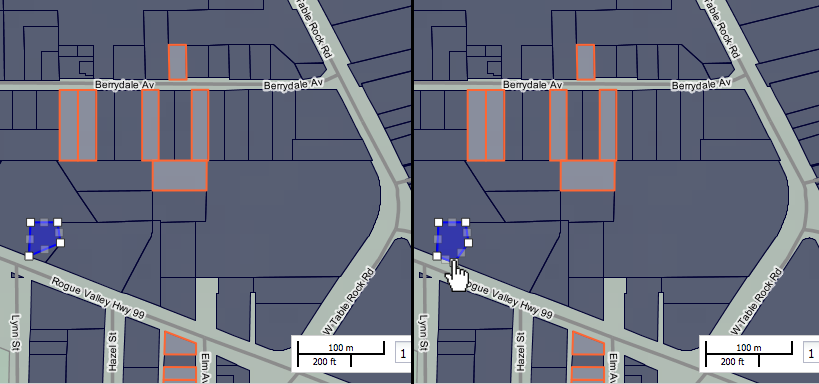 Table Rock Rd
Berrydale Av
Berrydale Av
Rogue Valley Hwy 99
W Table Rock Rd
Lynn St
Hazel St
Elm Av
100 m
200 ft
1
Table Rock Rd
Berrydale Av
Berrydale Av
ogue Valley Hwy 99
W Table Rock Rd
Lynn St
Hazel St
Elm Av
100 m
200 ft
1